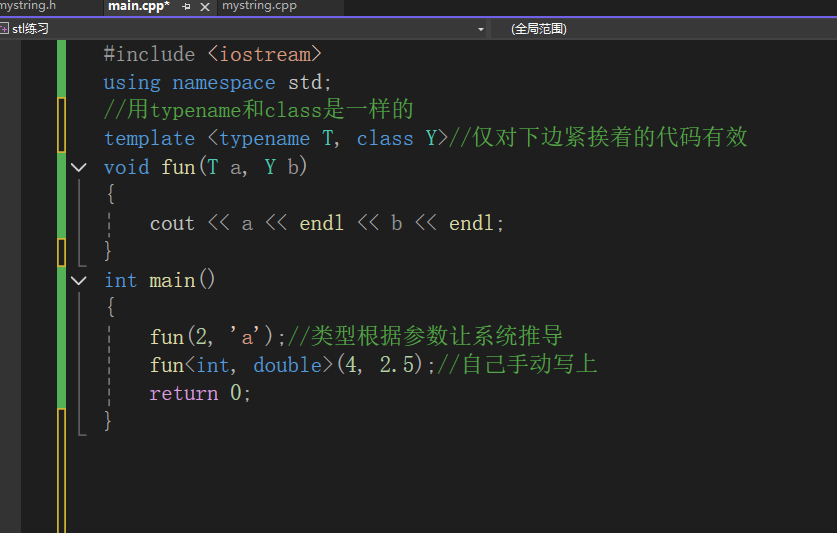 mystring.h main.cpp* mystring.cpp
stl练习 (全局范围)
#include <iostream>
using namespace std;
//用typename和class是一样的
template <typename T, class Y>//仅对下边紧挨着的代码有效
void fun(T a, Y b)
{
cout << a << endl << b << endl;
}
int main()
{
fun(2, 'a');//类型根据参数让系统推导
fun<int, double>(4, 2.5);//自己手动写上
return 0;
}